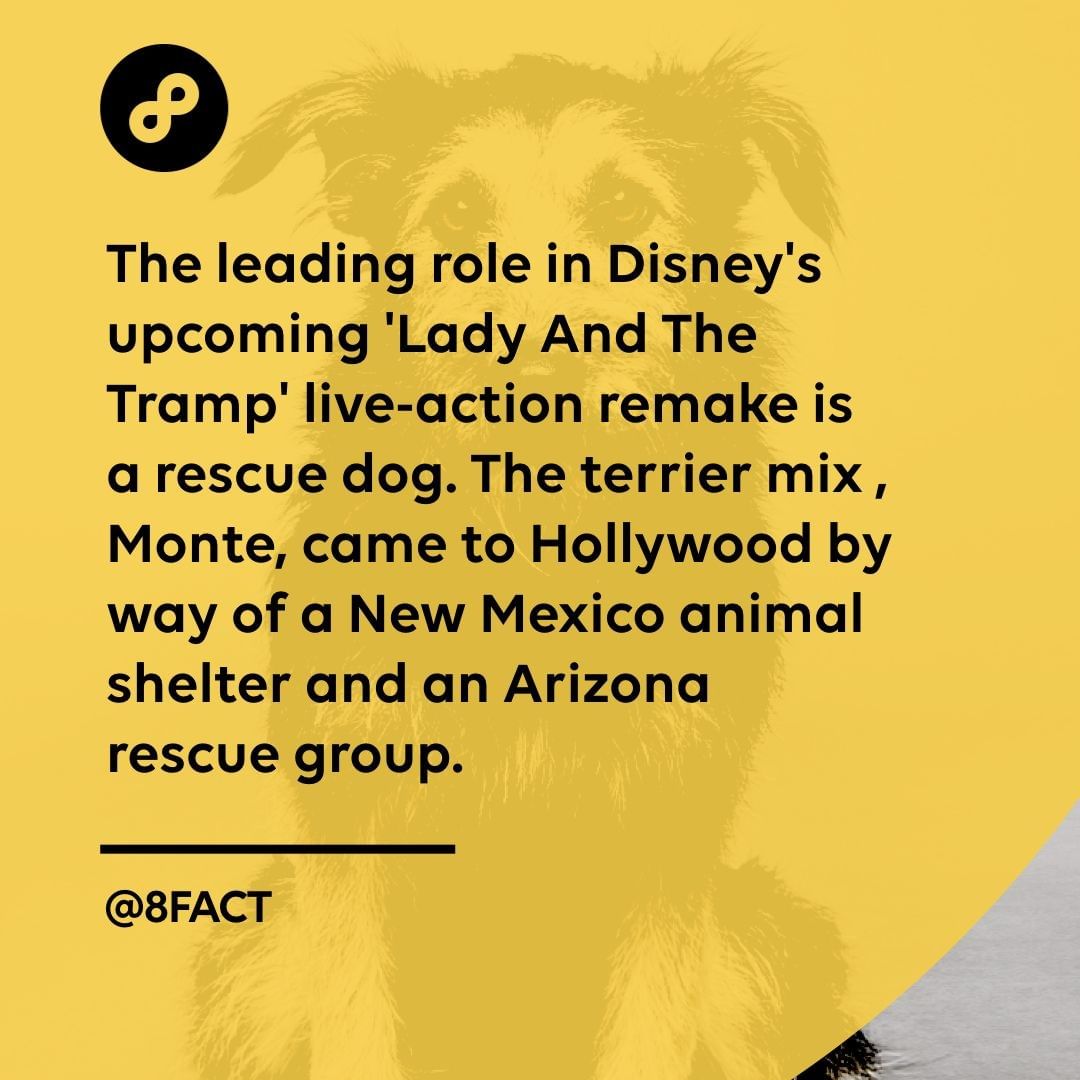 The leading role in Disney's
upcoming 'Lady And The
Tramp' live-action remake is
a rescue dog. The terrier mix ,
Monte, came to Hollywood by
way of a New Mexico animal
shelter and an Arizona
rescue group.
@8FACT